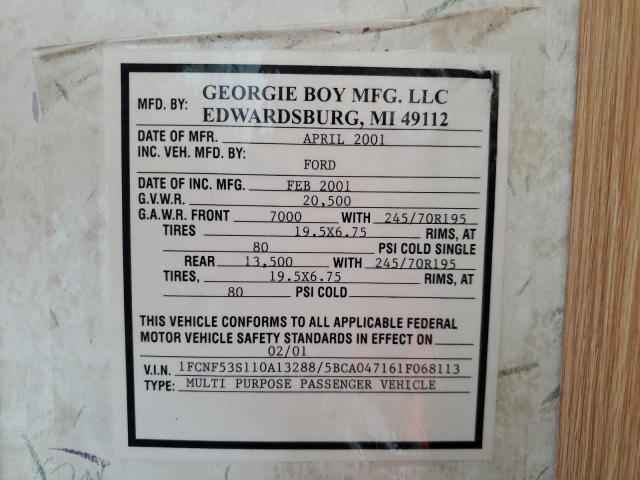 MFD. BY: GEORGIE BOY MFG. LLC
EDWARDSBURG, MI 49112
DATE OF MFR. APRIL 2001
INC. VEH. MFD. BY:
FORD
DATE OF INC. MFG. FEB 2001
G.V.W.R. 20,500
G.A.W.R. FRONT 7000 WITH 245/70R195
TIRES 19.5X6.75 RIMS, AT
80 PSI COLD SINGLE
REAR 13,500 WITH 245/70R195
TIRES, 19.5X6.75 RIMS, AT
80 PSI COLD
THIS VEHICLE CONFORMS TO ALL APPLICABLE FEDERAL
MOTOR VEHICLE SAFETY STANDARDS IN EFFECT ON
02/01
V.I.N. 1FCNF53S110A13288/5BCA047161F068113
TYPE: MULTI PURPOSE PASSENGER VEHICLE